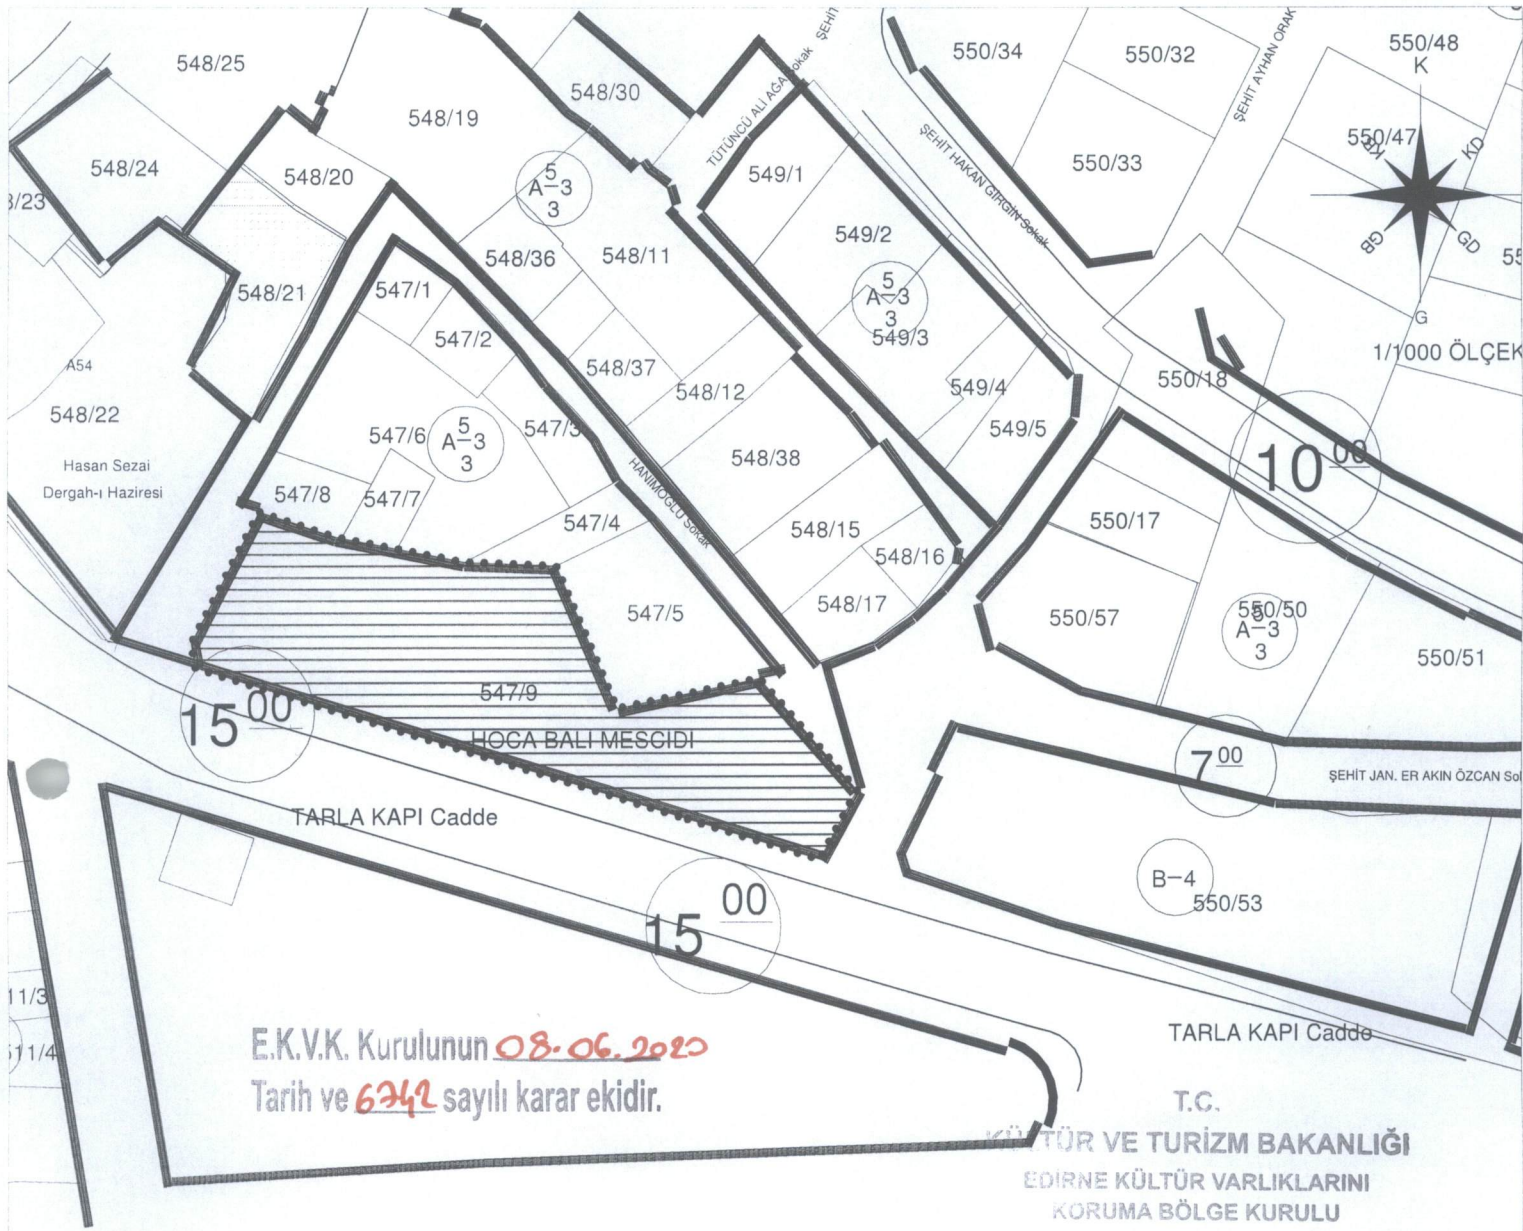 548/25
548/19
548/30
ŞEHİT
TÜTÜNCÜ ALİ AĞA Sokak
550/34
550/32
ŞEHİT AYHAN ORAK
550/48
K
548/24
548/20
5
A-3
3
549/1
ŞEHİT HAKAN GİRGİN Sokak
550/33
550/47
KB
KD
GB
GD
G
1/1000 ÖLÇEK
548/36
548/11
549/2
5
A-3
3
549/3
548/21
547/1
547/2
548/37
548/12
549/4
549/5
550/18
A54
548/22
547/6
5
A-3
3
547/3
548/38
10 00
Hasan Sezai
Dergah-ı Haziresi
547/8
547/7
547/4
HANIMOĞLU Sokak
548/15
548/16
548/17
550/17
547/5
550/57
550/50
5
A-3
3
550/51
547/9
HOCA BALI MESCIDI
15 00
7 00
ŞEHİT JAN. ER AKIN ÖZCAN
TARLA KAPI Cadde
B-4
550/53
15 00
11/3
511/4
TARLA KAPI Cadde
E.K.V.K. Kurulunun 08.06.2020
Tarih ve 6742 sayılı karar ekidir.
T.C.
KÜLTÜR VE TURİZM BAKANLIĞI
EDİRNE KÜLTÜR VARLIKLARINI
KORUMA BÖLGE KURULU